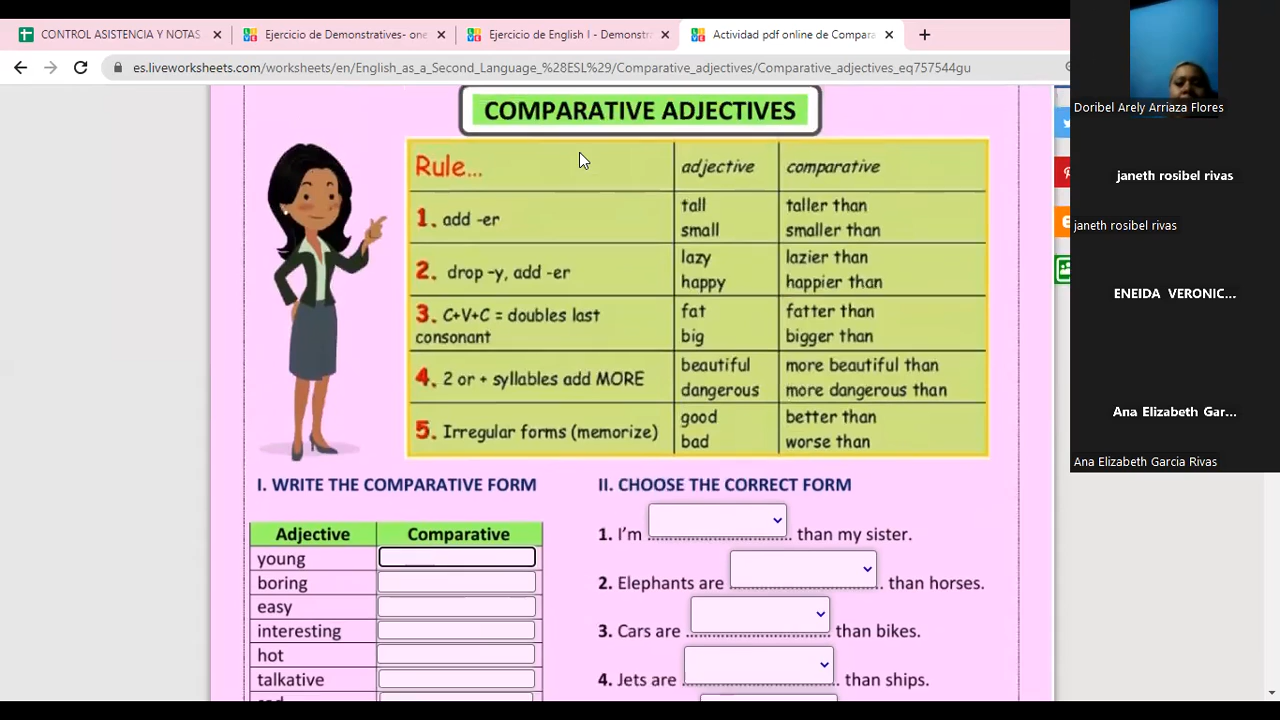 CONTROL ASISTENCIA Y NOTAS
Ejercicio de Demonstratives- one
Ejercicio de English I - Demonstr
Actividad pdf online de Compara
es.liveworksheets.com/worksheets/en/English_as_a_Second_Language_%28ESL%29/Comparative_adjectives/Comparative_adjectives_eq757544gu
COMPARATIVE ADJECTIVES
Rule... adjective comparative
1. add -er
tall taller than
small smaller than
2. drop -y, add -er
lazy lazier than
happy happier than
3. C+V+C = doubles last
consonant
fat fatter than
big bigger than
4. 2 or + syllables add MORE
beautiful more beautiful than
dangerous more dangerous than
5. Irregular forms (memorize)
good better than
bad worse than
I. WRITE THE COMPARATIVE FORM
Adjective Comparative
young
boring
easy
interesting
hot
talkative
II. CHOOSE THE CORRECT FORM
1. I'm than my sister.
2. Elephants are than horses.
3. Cars are than bikes.
4. Jets are than ships.
Doribel Arely Arriaza Flores
janeth rosibel rivas
janeth rosibel rivas
ENEIDA VERONIC...
Ana Elizabeth Gar...
Ana Elizabeth Garcia Rivas